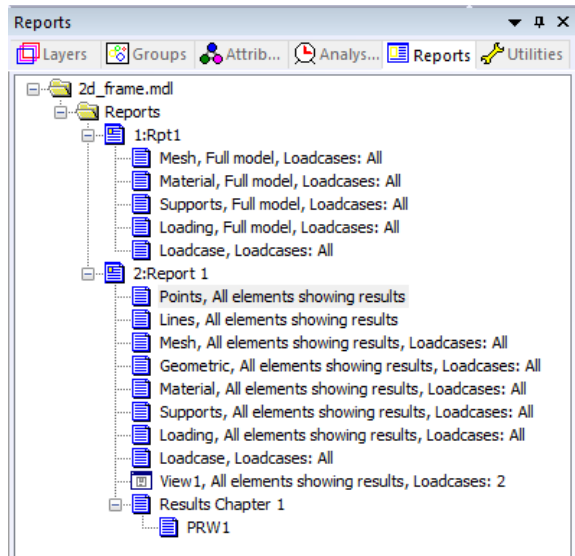 Reports
Layers Groups Attrib... Analys... Reports Utilities
2d_frame.mdl
Reports
1:Rpt1
Mesh, Full model, Loadcases: All
Material, Full model, Loadcases: All
Supports, Full model, Loadcases: All
Loading, Full model, Loadcases: All
Loadcase, Loadcases: All
2:Report 1
Points, All elements showing results
Lines, All elements showing results
Mesh, All elements showing results, Loadcases: All
Geometric, All elements showing results, Loadcases: All
Material, All elements showing results, Loadcases: All
Supports, All elements showing results, Loadcases: All
Loading, All elements showing results, Loadcases: All
Loadcase, Loadcases: All
View1, All elements showing results, Loadcases: 2
Results Chapter 1
PRW1